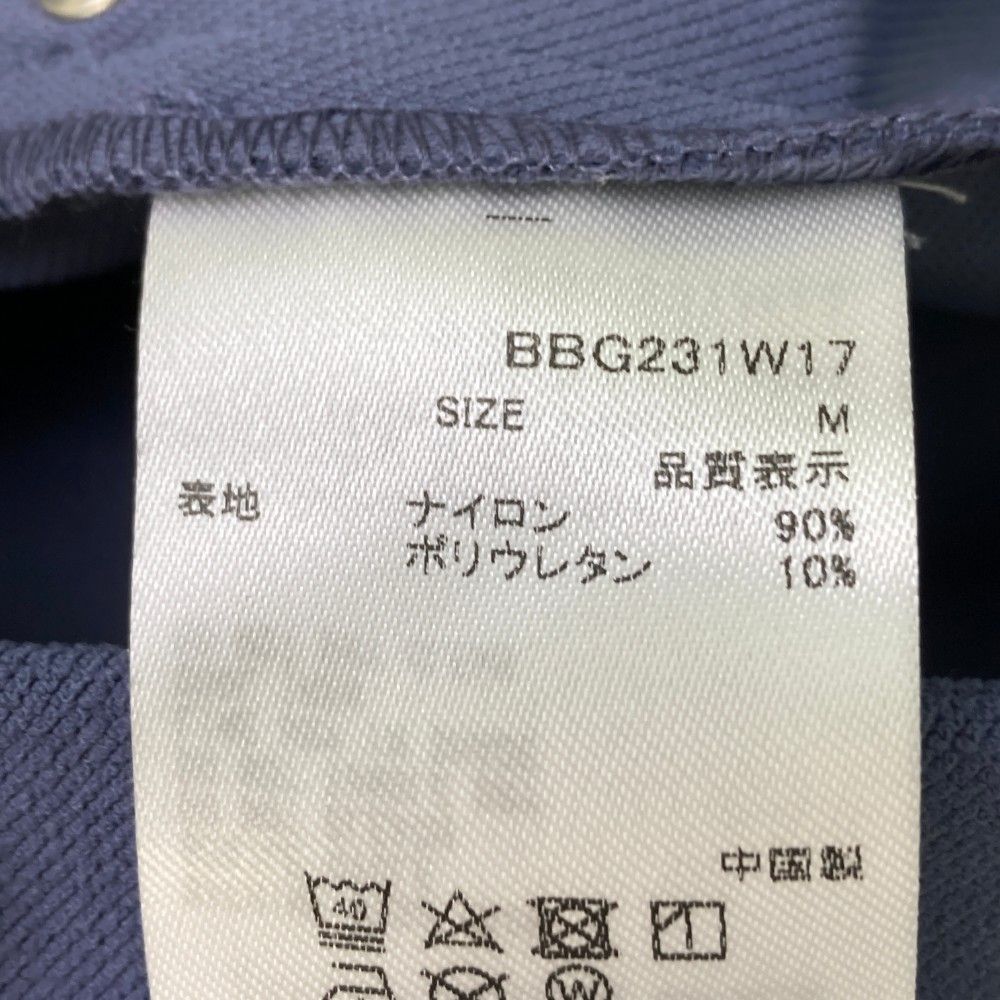 BBG231W17
SIZE M
品質表示
表地 ナイロン 90%
ポリウレタン 10%
中国製
40
W